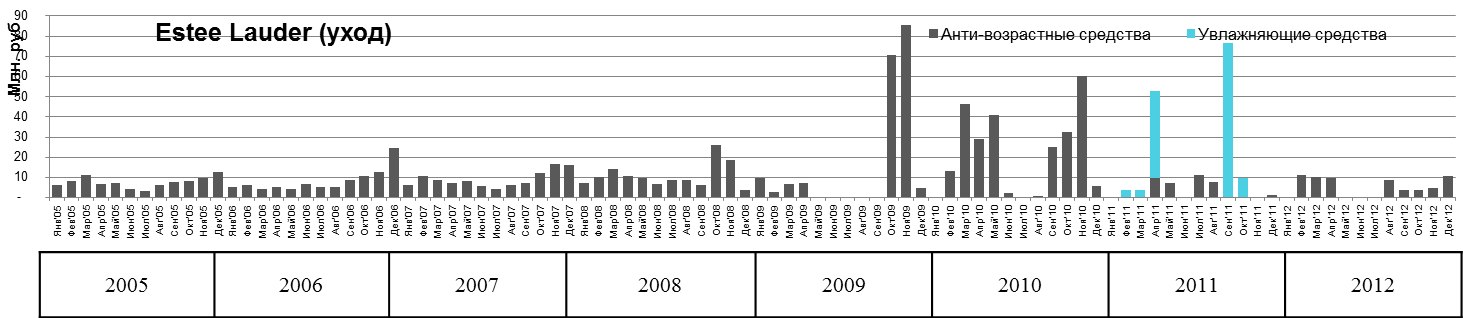 Estee Lauder (уход)
Млн. руб
Анти-возрастные средства
Увлажняющие средства
90
80
70
60
50
40
30
20
10
-
Янв'05 Фев'05 Мар'05 Апр'05 Май'05 Июн'05 Июл'05 Авг'05 Сен'05 Окт'05 Ноя'05 Дек'05 Янв'06 Фев'06 Мар'06 Апр'06 Май'06 Июн'06 Июл'06 Авг'06 Сен'06 Окт'06 Ноя'06 Дек'06 Янв'07 Фев'07 Мар'07 Апр'07 Май'07 Июн'07 Июл'07 Авг'07 Сен'07 Окт'07 Ноя'07 Дек'07 Янв'08 Фев'08 Мар'08 Апр'08 Май'08 Июн'08 Июл'08 Авг'08 Сен'08 Окт'08 Ноя'08 Дек'08 Янв'09 Фев'09 Мар'09 Апр'09 Май'09 Июн'09 Июл'09 Авг'09 Сен'09 Окт'09 Ноя'09 Дек'09 Янв'10 Фев'10 Мар'10 Апр'10 Май'10 Июн'10 Июл'10 Авг'10 Сен'10 Окт'10 Ноя'10 Дек'10 Янв'11 Фев'11 Мар'11 Апр'11 Май'11 Июн'11 Июл'11 Авг'11 Сен'11 Окт'11 Ноя'11 Дек'11 Янв'12 Фев'12 Мар'12 Апр'12 Май'12 Июн'12 Июл'12 Авг'12 Сен'12 Окт'12 Ноя'12 Дек'12
2005 2006 2007 2008 2009 2010 2011 2012